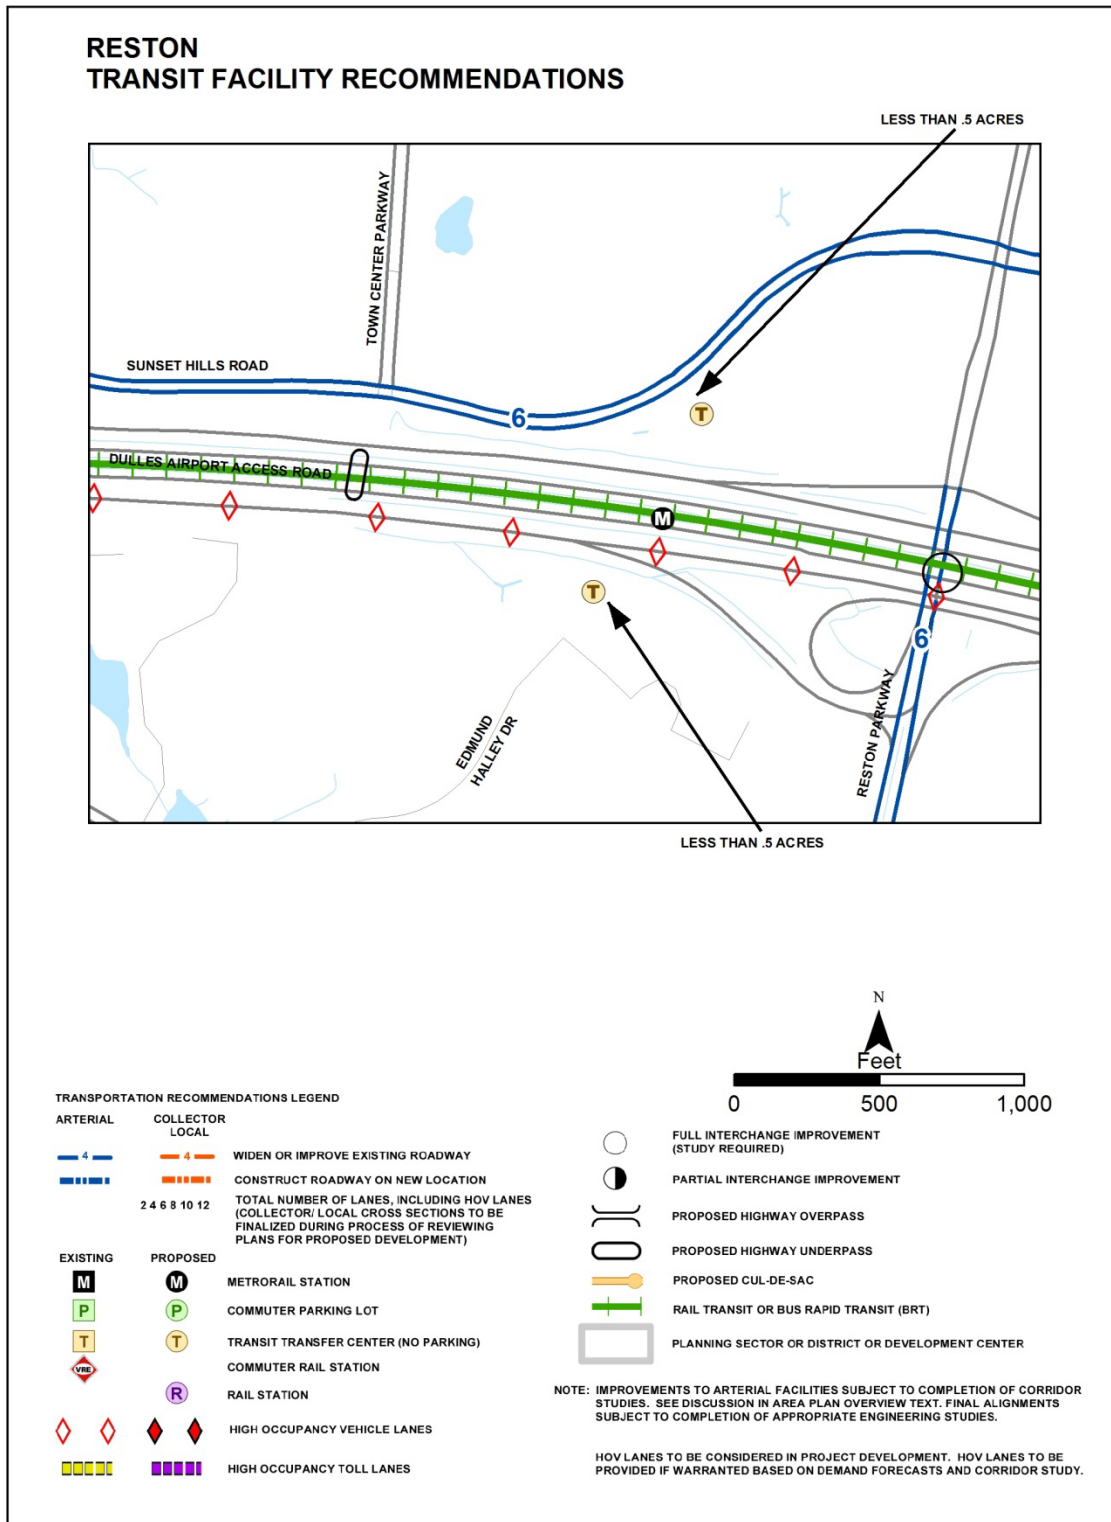 RESTON
TRANSIT FACILITY RECOMMENDATIONS
LESS THAN .5 ACRES
TOWN CENTER PARKWAY
SUNSET HILLS ROAD
6
T
DULLES AIRPORT ACCESS ROAD
M
T
6
RESTON PARKWAY
EDMUND
HALLEY DR
LESS THAN .5 ACRES
N
Feet
0 500 1,000
TRANSPORTATION RECOMMENDATIONS LEGEND
ARTERIAL
COLLECTOR
LOCAL
4 4 WIDEN OR IMPROVE EXISTING ROADWAY
CONSTRUCT ROADWAY ON NEW LOCATION
2 4 6 8 10 12 TOTAL NUMBER OF LANES, INCLUDING HOV LANES
(COLLECTOR/ LOCAL CROSS SECTIONS TO BE
FINALIZED DURING PROCESS OF REVIEWING
PLANS FOR PROPOSED DEVELOPMENT)
EXISTING PROPOSED
M M METRORAIL STATION
P P COMMUTER PARKING LOT
T T TRANSIT TRANSFER CENTER (NO PARKING)
VRE COMMUTER RAIL STATION
R RAIL STATION
HIGH OCCUPANCY VEHICLE LANES
HIGH OCCUPANCY TOLL LANES
FULL INTERCHANGE IMPROVEMENT
(STUDY REQUIRED)
PARTIAL INTERCHANGE IMPROVEMENT
PROPOSED HIGHWAY OVERPASS
PROPOSED HIGHWAY UNDERPASS
PROPOSED CUL-DE-SAC
RAIL TRANSIT OR BUS RAPID TRANSIT (BRT)
PLANNING SECTOR OR DISTRICT OR DEVELOPMENT CENTER
NOTE: IMPROVEMENTS TO ARTERIAL FACILITIES SUBJECT TO COMPLETION OF CORRIDOR
STUDIES. SEE DISCUSSION IN AREA PLAN OVERVIEW TEXT. FINAL ALIGNMENTS
SUBJECT TO COMPLETION OF APPROPRIATE ENGINEERING STUDIES.
HOV LANES TO BE CONSIDERED IN PROJECT DEVELOPMENT. HOV LANES TO BE
PROVIDED IF WARRANTED BASED ON DEMAND FORECASTS AND CORRIDOR STUDY.